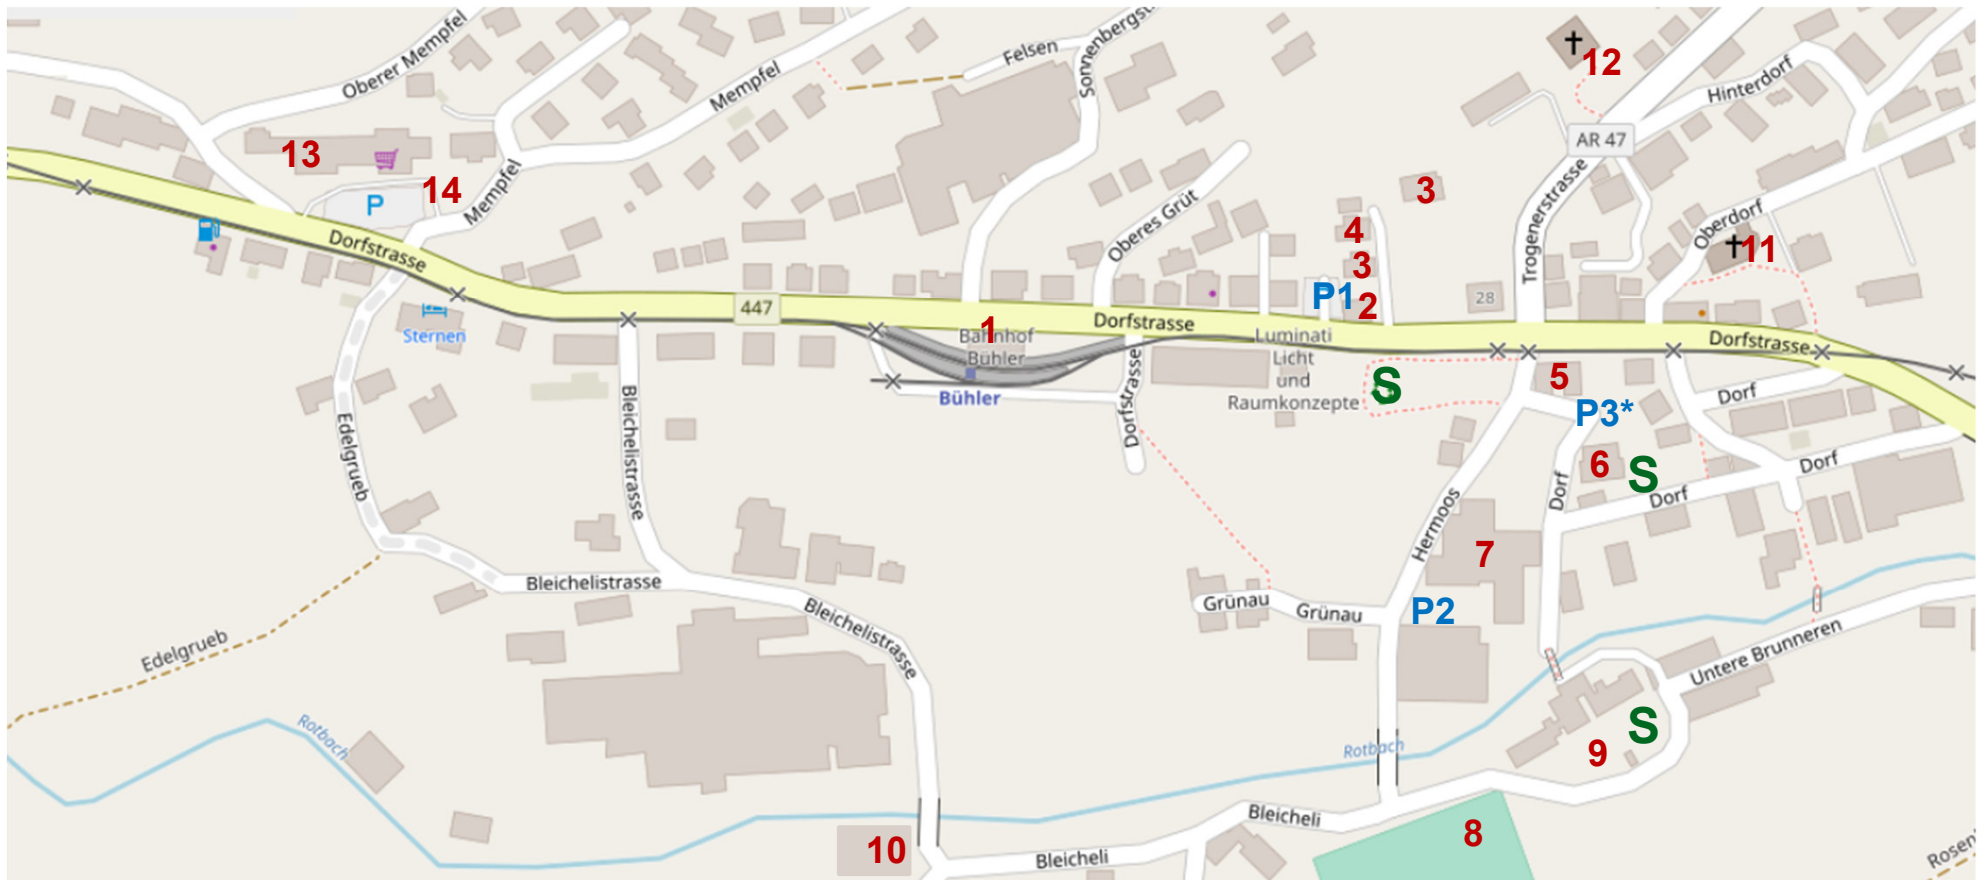 Oberer Mempfel
Mempfel
Felsen
Sonnenbergst
12
Hinterdorf
AR 47
13
14
P
Mempfel
3
Oberes Grüt
4
3
Trogenerstrasse
Oberdorf
11
Dorfstrasse
P1
2
28
447
1
Dorfstrasse
Sternen
Bahnhof
Bühler
Luminati
Licht
und
Raumkonzepte
Dorfstrasse
S
5
Bühler
Dorfstrasse
P3*
Dorf
Edelgrueb
Bleichelistrasse
6
S
Dorf
Dorf
Dorf
Hermoos
7
Bleichelistrasse
Bleichelistrasse
Grünau
Grünau
P2
Edelgrueb
Untere Brunneren
Rotbach
Rotbach
S
9
Bleicheli
8
10
Bleicheli
Rosen